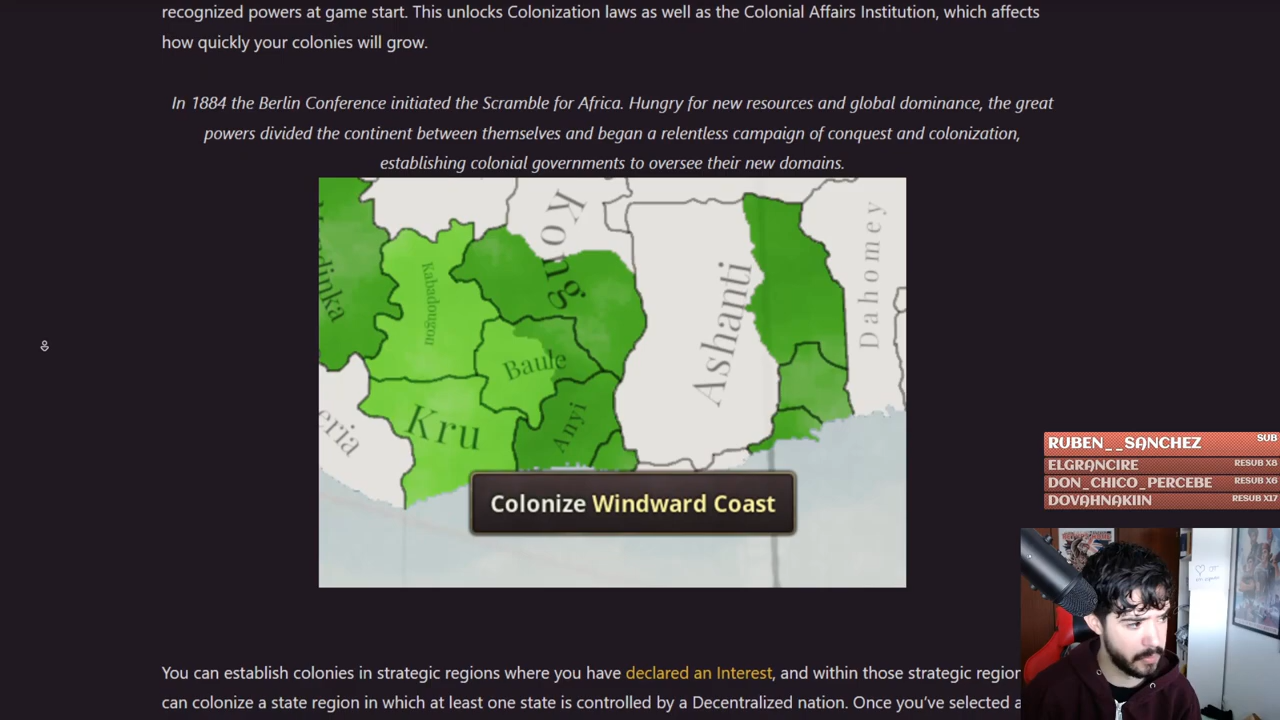 recognized powers at game start. This unlocks Colonization laws as well as the Colonial Affairs Institution, which affects
how quickly your colonies will grow.
In 1884 the Berlin Conference initiated the Scramble for Africa. Hungry for new resources and global dominance, the great
powers divided the continent between themselves and began a relentless campaign of conquest and colonization,
establishing colonial governments to oversee their new domains.
Kong
Ashanti
Dahomey
Baule
Kru
Anyi
eria
Colonize Windward Coast
RUBEN__SANCHEZ SUB
ELGRANCIRE RESUB X8
DON_CHICO_PERCEBE RESUB X6
DOVAHNAKIIN RESUB X17
You can establish colonies in strategic regions where you have declared an Interest, and within those strategic region
can colonize a state region in which at least one state is controlled by a Decentralized nation. Once you've selected a